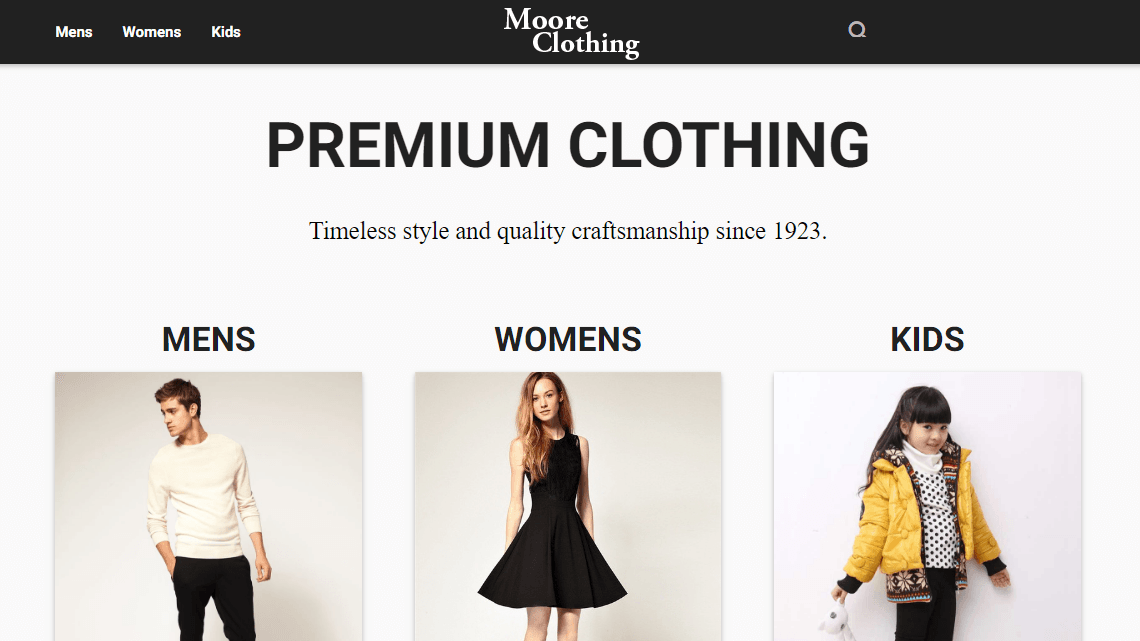 Mens Womens Kids
Moore
Clothing
PREMIUM CLOTHING
Timeless style and quality craftsmanship since 1923.
MENS
WOMENS
KIDS